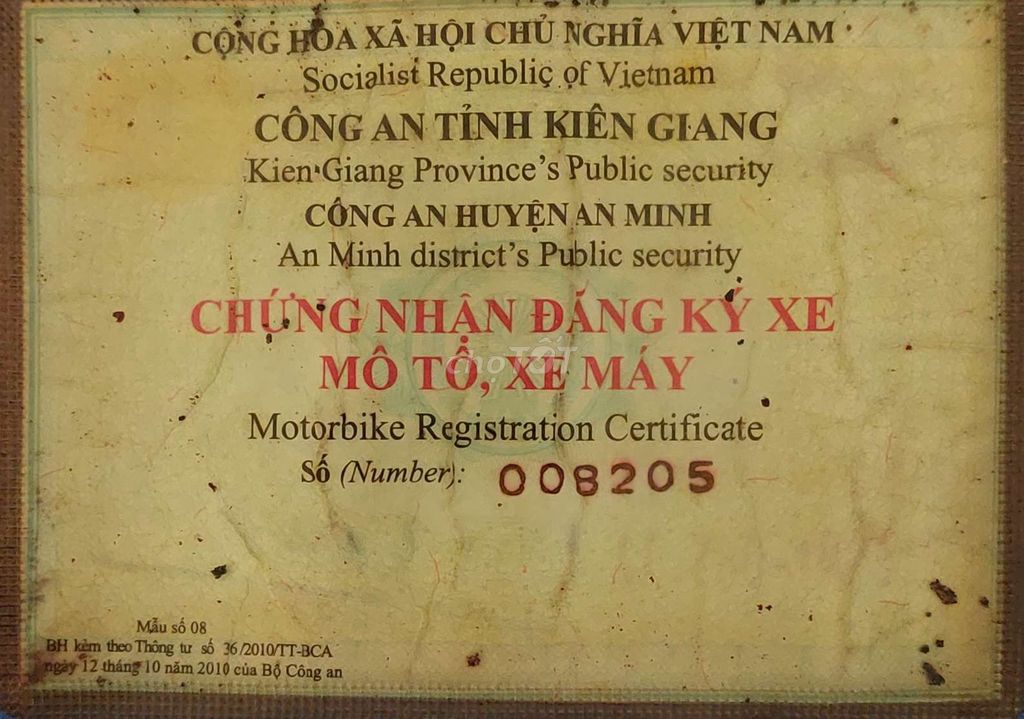 CỘNG HÒA XÃ HỘI CHỦ NGHĨA VIỆT NAM
Socialist Republic of Vietnam
CÔNG AN TỈNH KIÊN GIANG
Kien Giang Province's Public security
CÔNG AN HUYỆN AN MINH
An Minh district's Public security
CHỨNG NHẬN ĐĂNG KÝ XE
MÔ TÔ, XE MÁY
CHỢ TỐT
Motorbike Registration Certificate
Số (Number): 008205
Mẫu số 08
BH kèm theo Thông tư số 36/2010/TT-BCA
ngày 12 tháng 10 năm 2010 của Bộ Công an